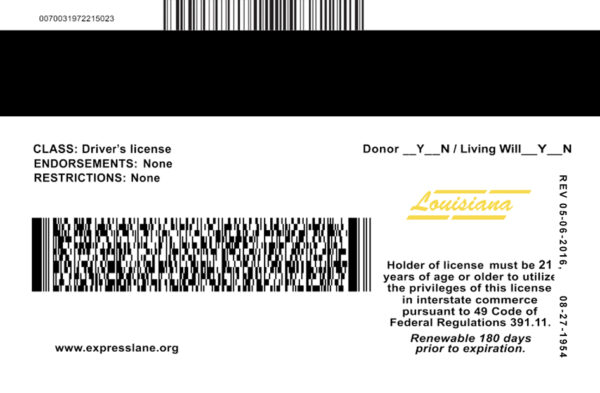 0070031972215023
CLASS: Driver's license
ENDORSEMENTS: None
RESTRICTIONS: None
Donor __Y__N / Living Will__Y__N
Louisiana
REV 05-06-2016, 08-27-1954
Holder of license must be 21
years of age or older to utilize
the privileges of this license
in interstate commerce
pursuant to 49 Code of
Federal Regulations 391.11.
Renewable 180 days
prior to expiration.
www.expresslane.org